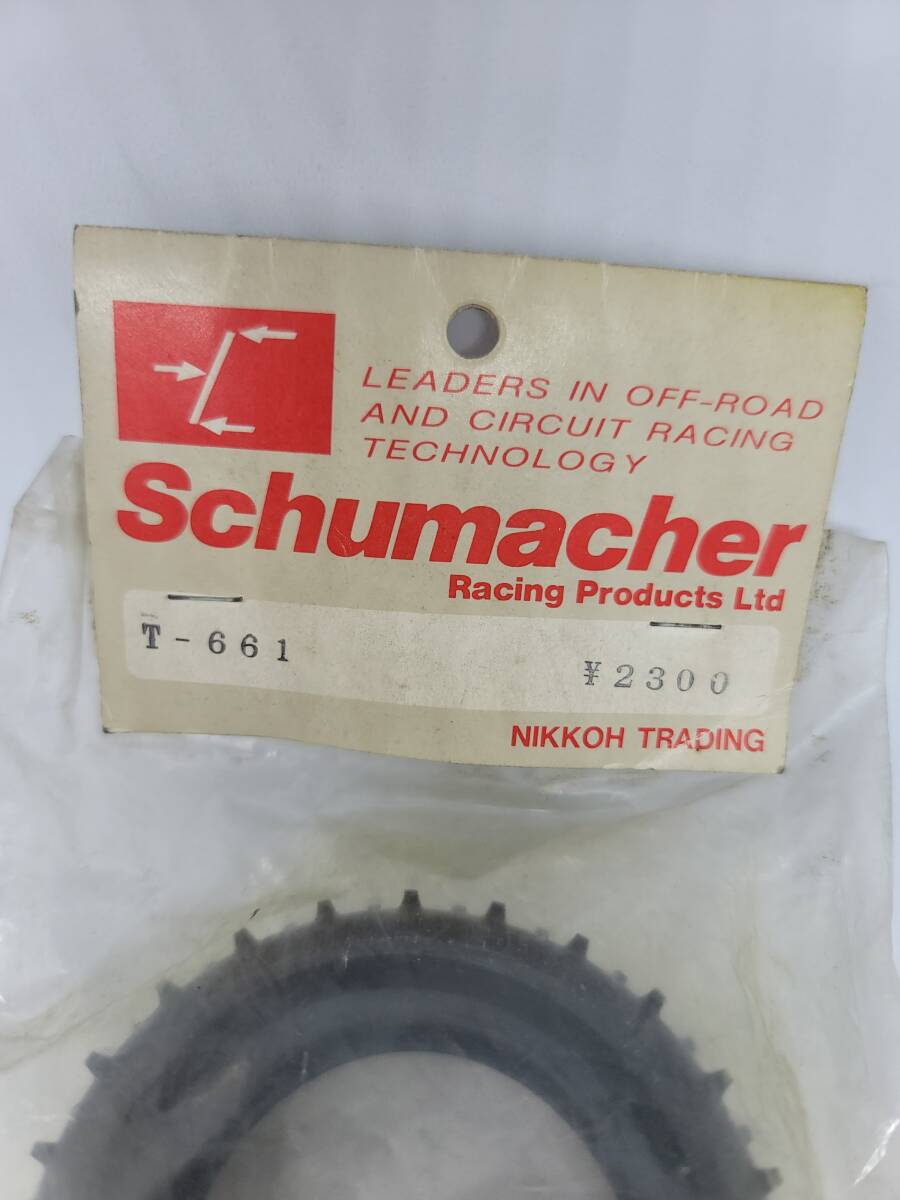 LEADERS IN OFF-ROAD
AND CIRCUIT RACING
TECHNOLOGY
Schumacher
Racing Products Ltd
T-661
¥2300
NIKKOH TRADING